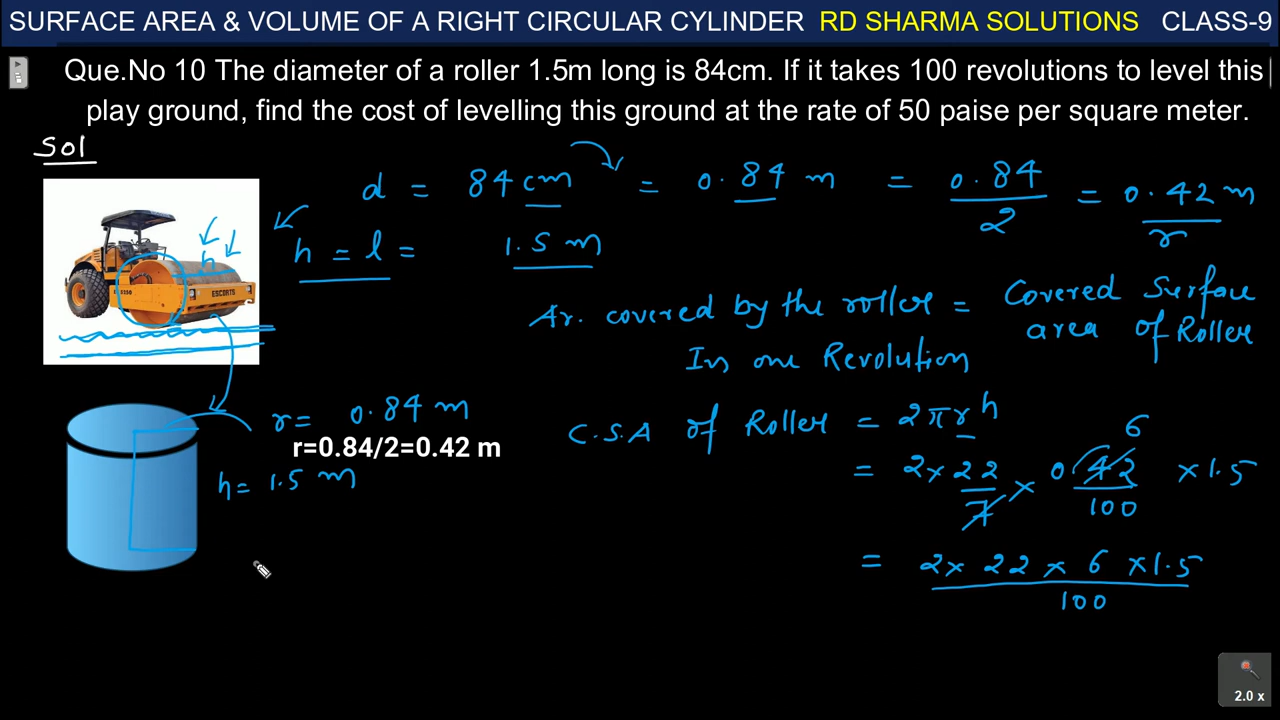 SURFACE AREA & VOLUME OF A RIGHT CIRCULAR CYLINDER RD SHARMA SOLUTIONS CLASS-9
Que.No 10 The diameter of a roller 1.5m long is 84cm. If it takes 100 revolutions to level this
play ground, find the cost of levelling this ground at the rate of 50 paise per square meter.
Sol
d = 84 cm = 0.84 m = 0.84/2 = 0.42 m
r
h = l = 1.5 m
h
ESCORTS
Ar. covered by the roller = Covered Surface
In one Revolution area of Roller
r = 0.84 m
r=0.84/2=0.42 m
h = 1.5 m
C.S.A of Roller = 2πrh
6
= 2 × 22/7 × 0 42/100 × 1.5
= 2 × 22 × 6 × 1.5/100
2.0 x